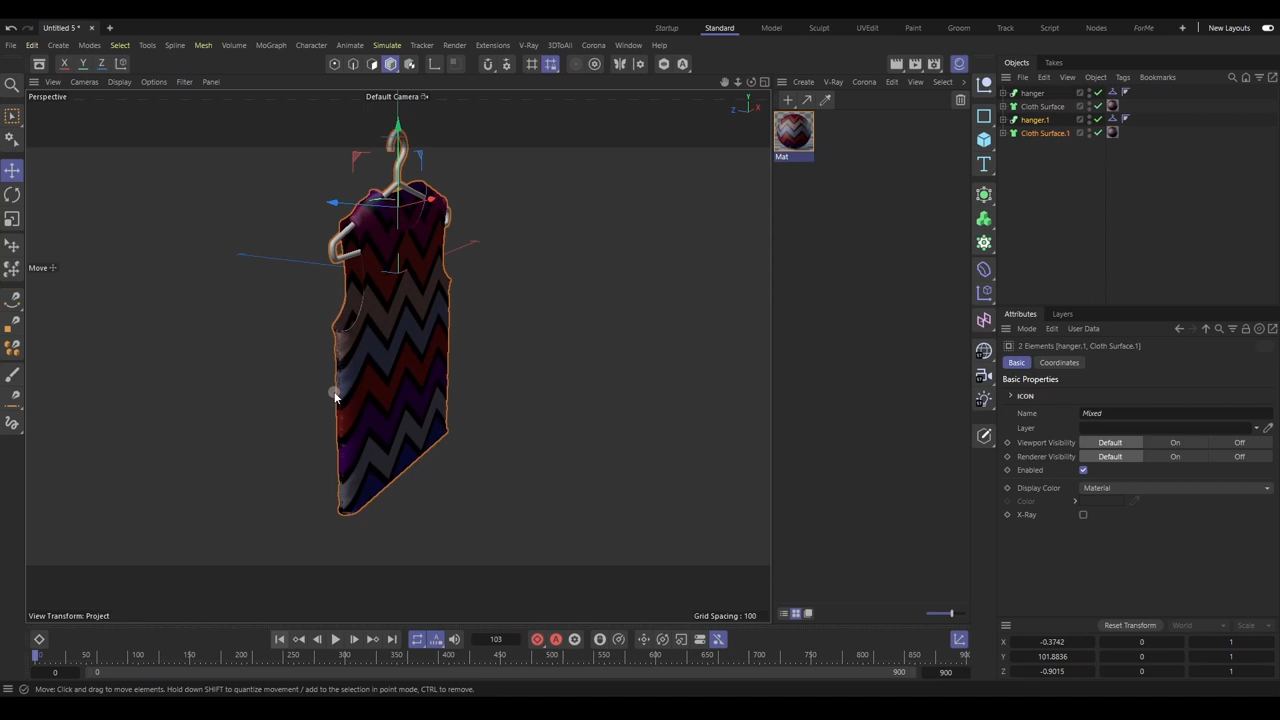 Untitled 5 *
Startup Standard Model Sculpt UVEdit Paint Groom Track Script Nodes ForMe New Layouts
File Edit Create Modes Select Tools Spline Mesh Volume MoGraph Character Animate Simulate Tracker Render Extensions V-Ray 3DToAll Corona Window Help
X Y Z
Objects Takes
View Cameras Display Options Filter Panel
Create V-Ray Corona Edit View Select
File Edit View Object Tags Bookmarks
Perspective
Default Camera
Y
X
Z
hanger
Cloth Surface
hanger.1
Cloth Surface.1
Mat
Move
Attributes Layers
Mode Edit User Data
2 Elements [hanger.1, Cloth Surface.1]
Basic Coordinates
Basic Properties
ICON
Name Mixed
Layer
Viewport Visibility Default On Off
Renderer Visibility Default On Off
Enabled
Display Color Material
Color
X-Ray
View Transform: Project
Grid Spacing : 100
Reset Transform World Scale
103
X -0.3742 0 1
Y 101.8836 0 1
Z -0.9015 0 1
0 50 100 150 200 250 300 350 400 450 500 550 600 650 700 750 800 850 90
0 0 900 900
Move: Click and drag to move elements. Hold down SHIFT to quantize movement / add to the selection in point mode, CTRL to remove.